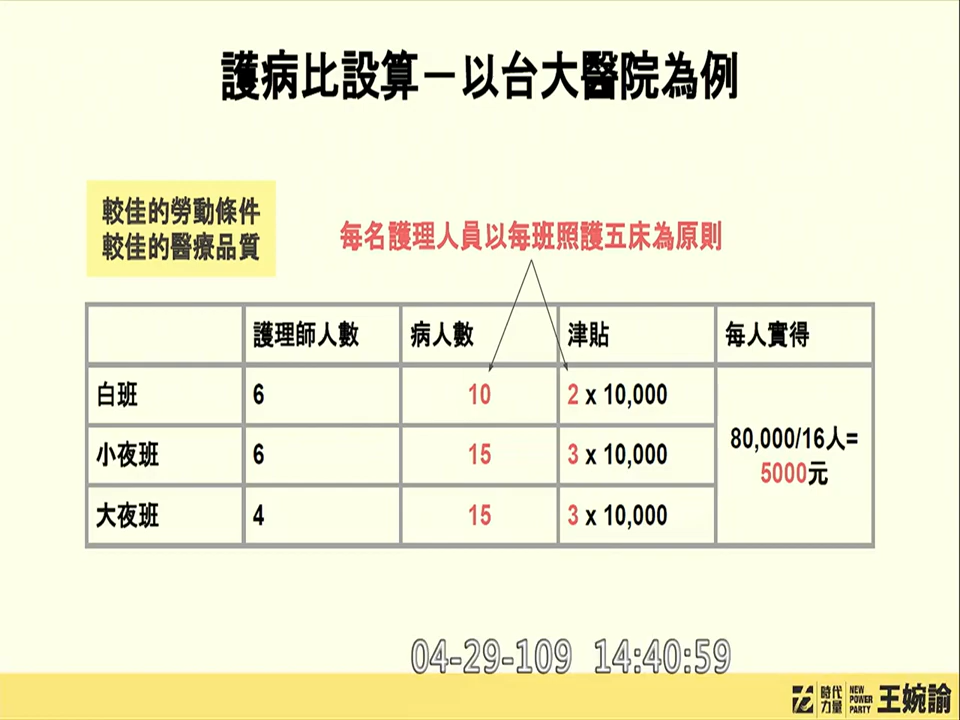 護病比設算－以台大醫院為例
較佳的勞動條件
較佳的醫療品質
每名護理人員以每班照護五床為原則
護理師人數 病人數 津貼 每人實得
白班 6 10 2 x 10,000
小夜班 6 15 3 x 10,000
大夜班 4 15 3 x 10,000
80,000/16人=
5000元
04-29-109 14:40:59
時代
力量
NEW
POWER
PARTY
王婉諭